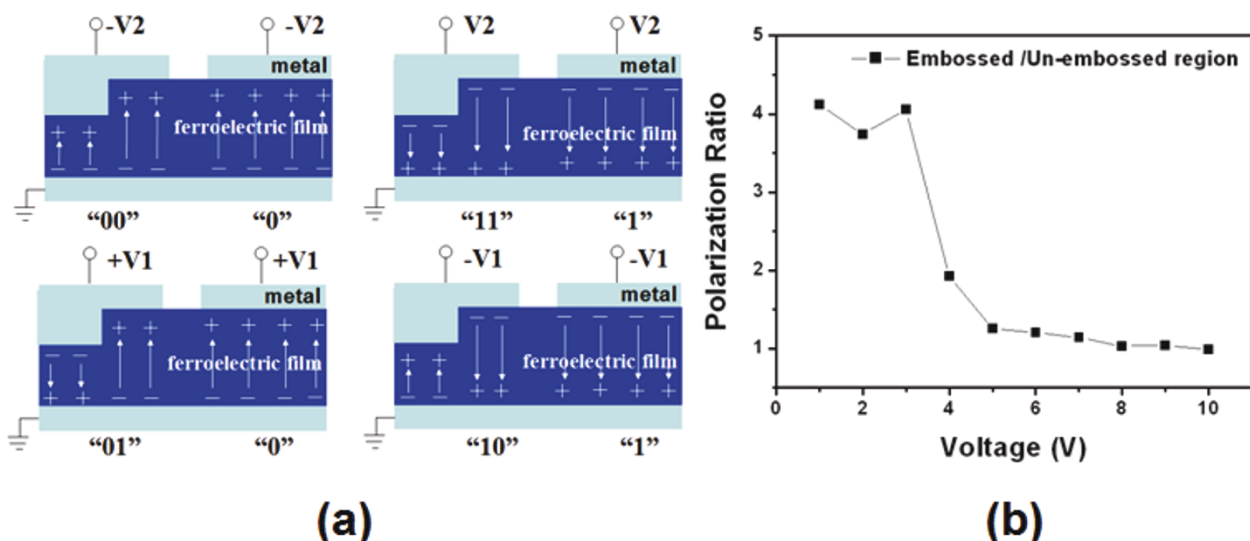 -V2 -V2
metal
ferroelectric film
“00” “0”
V2 V2
metal
ferroelectric film
“11” “1”
+V1 +V1
metal
ferroelectric film
“01” “0”
-V1 -V1
metal
ferroelectric film
“10” “1”
(a)
Embossed /Un-embossed region
Polarization Ratio
5
4
3
2
1
0 2 4 6 8 10
Voltage (V)
(b)